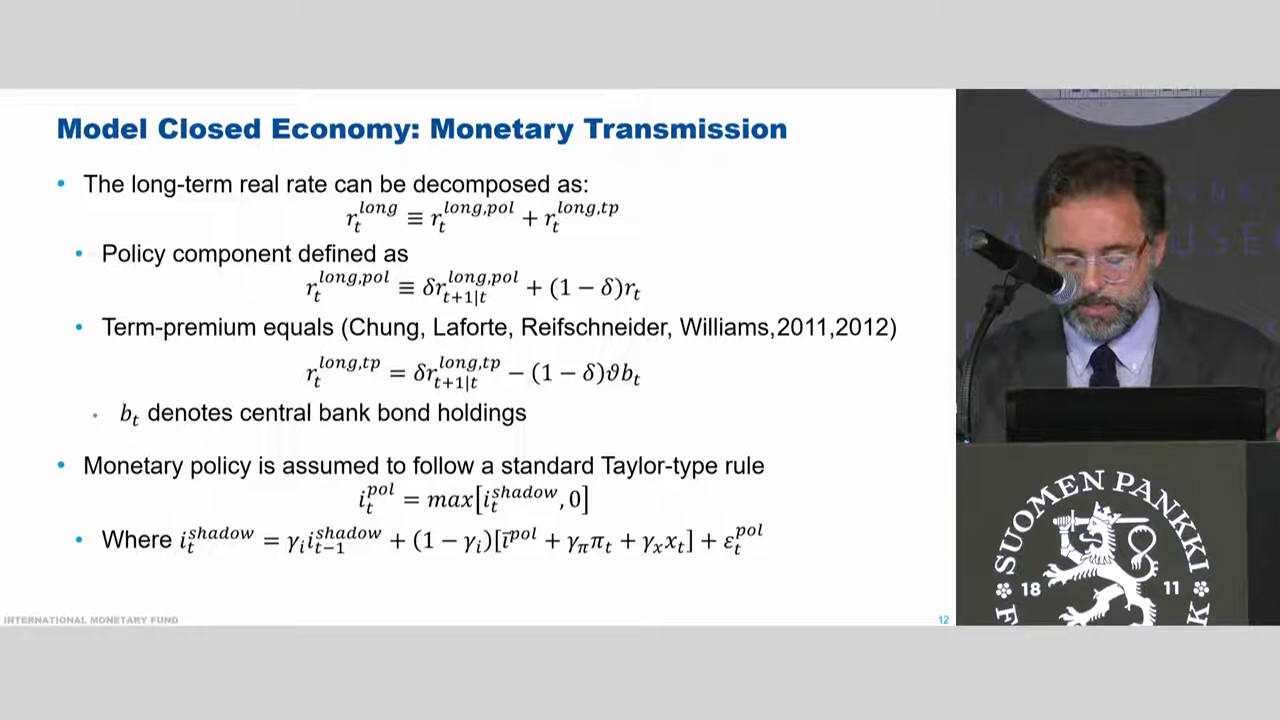 Model Closed Economy: Monetary Transmission
• The long-term real rate can be decomposed as:
r_t^{long} ≡ r_t^{long,pol} + r_t^{long,tp}
• Policy component defined as
r_t^{long,pol} ≡ δr_{t+1|t}^{long,pol} + (1 − δ)r_t
• Term-premium equals (Chung, Laforte, Reifschneider, Williams,2011,2012)
r_t^{long,tp} = δr_{t+1|t}^{long,tp} − (1 − δ)ϑb_t
• b_t denotes central bank bond holdings
• Monetary policy is assumed to follow a standard Taylor-type rule
i_t^{pol} = max[i_t^{shadow}, 0]
• Where i_t^{shadow} = γ_i i_{t−1}^{shadow} + (1 − γ_i)[i̅^{pol} + γ_π π_t + γ_x x_t] + ε_t^{pol}
INTERNATIONAL MONETARY FUND
12
SUOMEN PANKKI
18 11